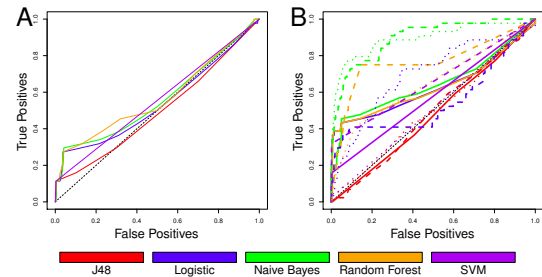 A
B
True Positives
1.0
0.8
0.6
0.4
0.2
0.0
0.0 0.2 0.4 0.6 0.8 1.0
False Positives
True Positives
1.0
0.8
0.6
0.4
0.2
0.0
0.0 0.2 0.4 0.6 0.8 1.0
False Positives
J48 Logistic Naive Bayes Random Forest SVM